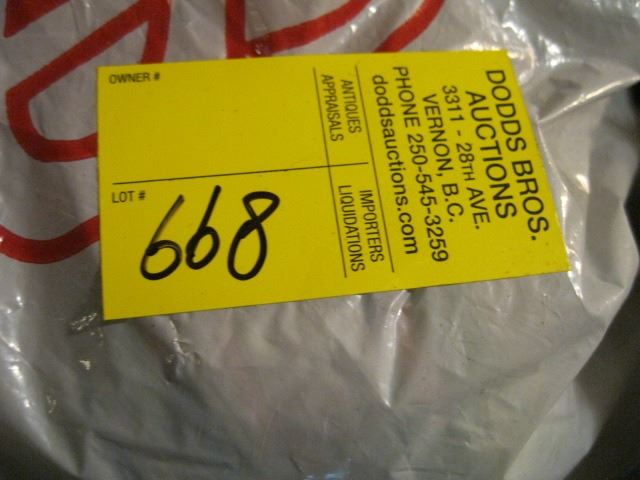 OWNER #
LOT #
668
ANTIQUES
APPRAISALS
IMPORTERS
LIQUIDATIONS
DODDS BROS.
AUCTIONS
3311 - 28TH AVE.
VERNON, B.C.
PHONE 250-545-3259
doddsauctions.com